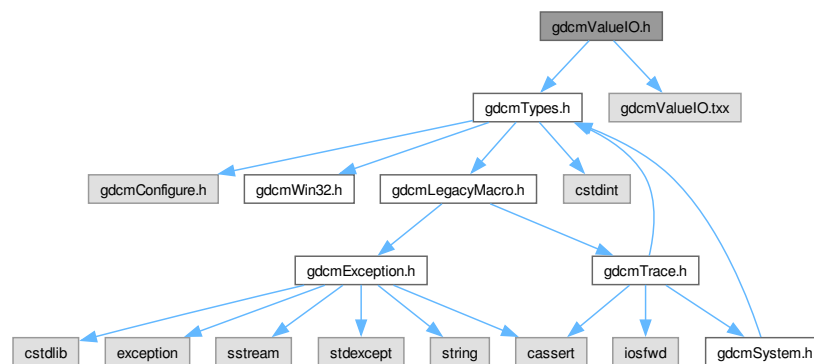 gdcmValueIO.h
gdcmTypes.h
gdcmValueIO.txx
gdcmConfigure.h
gdcmWin32.h
gdcmLegacyMacro.h
cstdint
gdcmException.h
gdcmTrace.h
cstdlib
exception
sstream
stdexcept
string
cassert
iosfwd
gdcmSystem.h